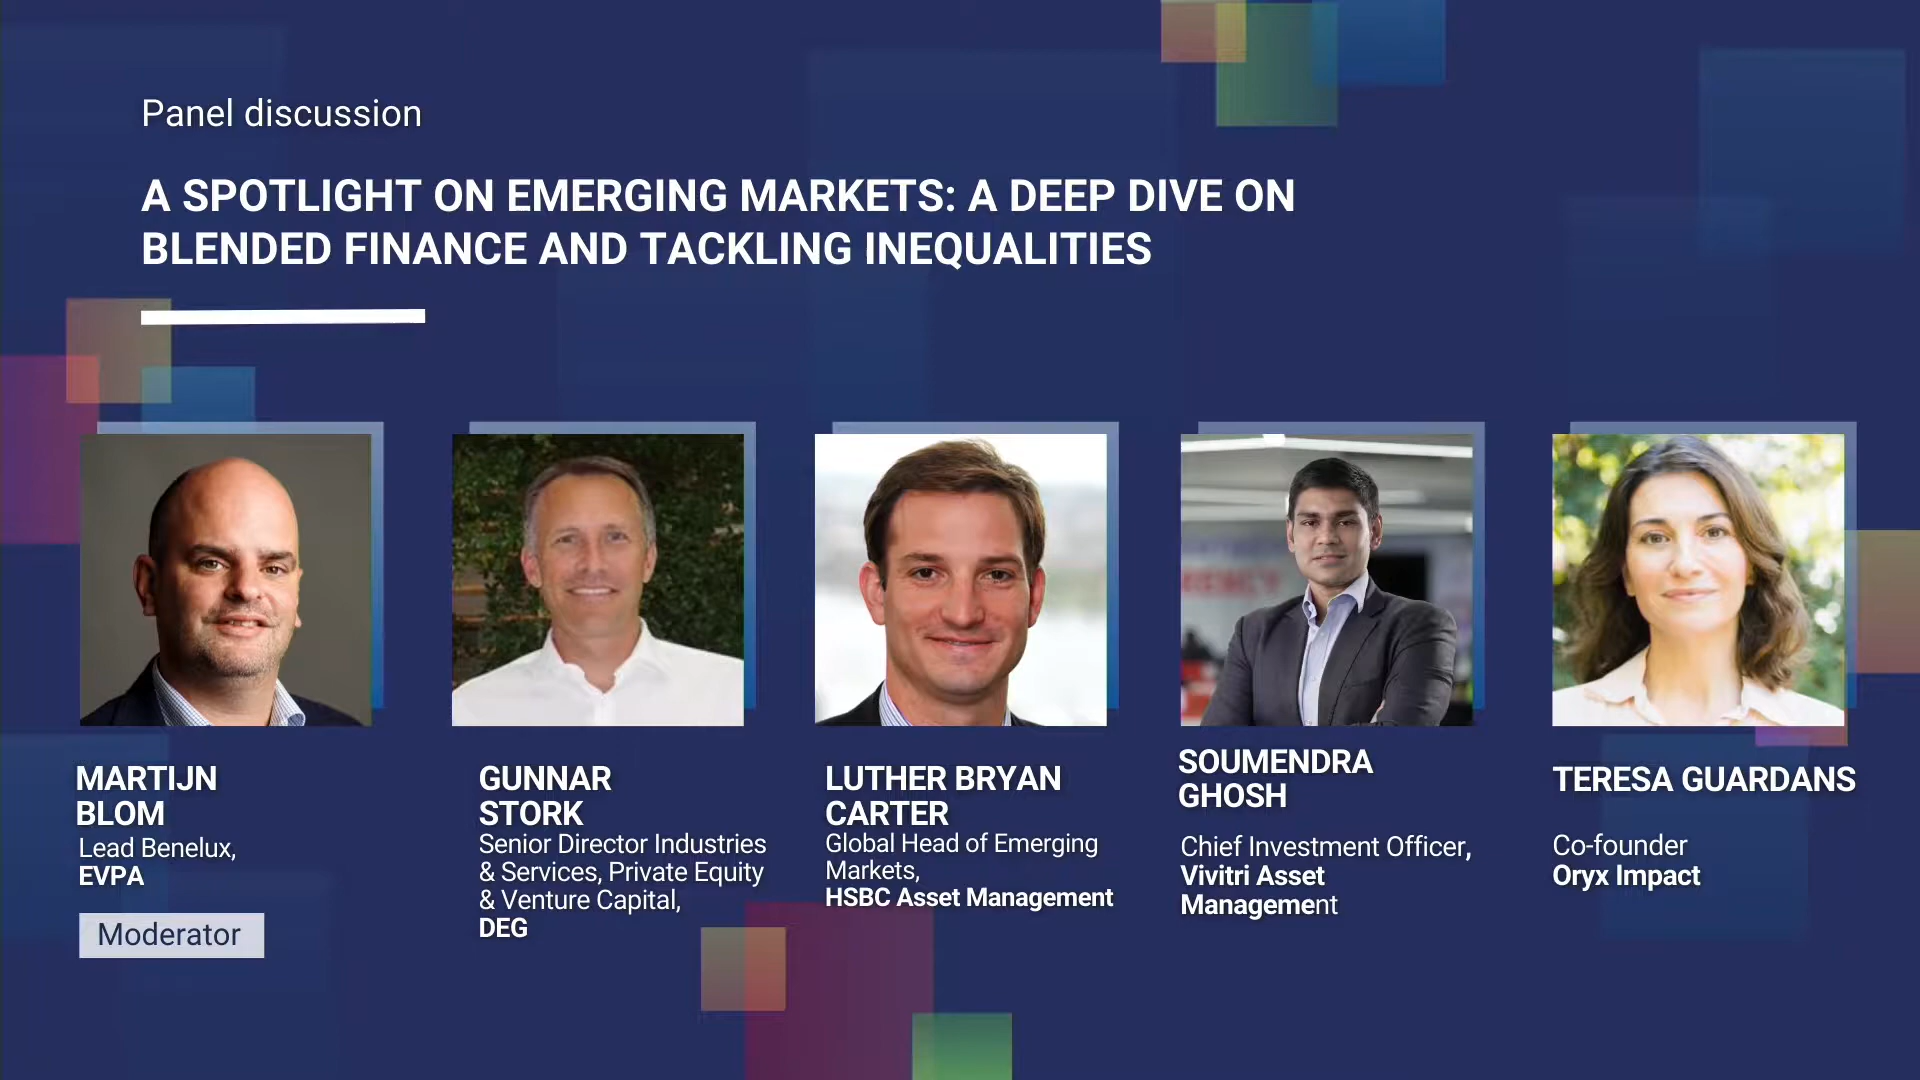 Panel discussion
A SPOTLIGHT ON EMERGING MARKETS: A DEEP DIVE ON
BLENDED FINANCE AND TACKLING INEQUALITIES
MARTIJN
BLOM
Lead Benelux,
EVPA
Moderator
GUNNAR
STORK
Senior Director Industries
& Services, Private Equity
& Venture Capital,
DEG
LUTHER BRYAN
CARTER
Global Head of Emerging
Markets,
HSBC Asset Management
SOUMENDRA
GHOSH
Chief Investment Officer,
Vivitri Asset
Management
TERESA GUARDANS
Co-founder
Oryx Impact